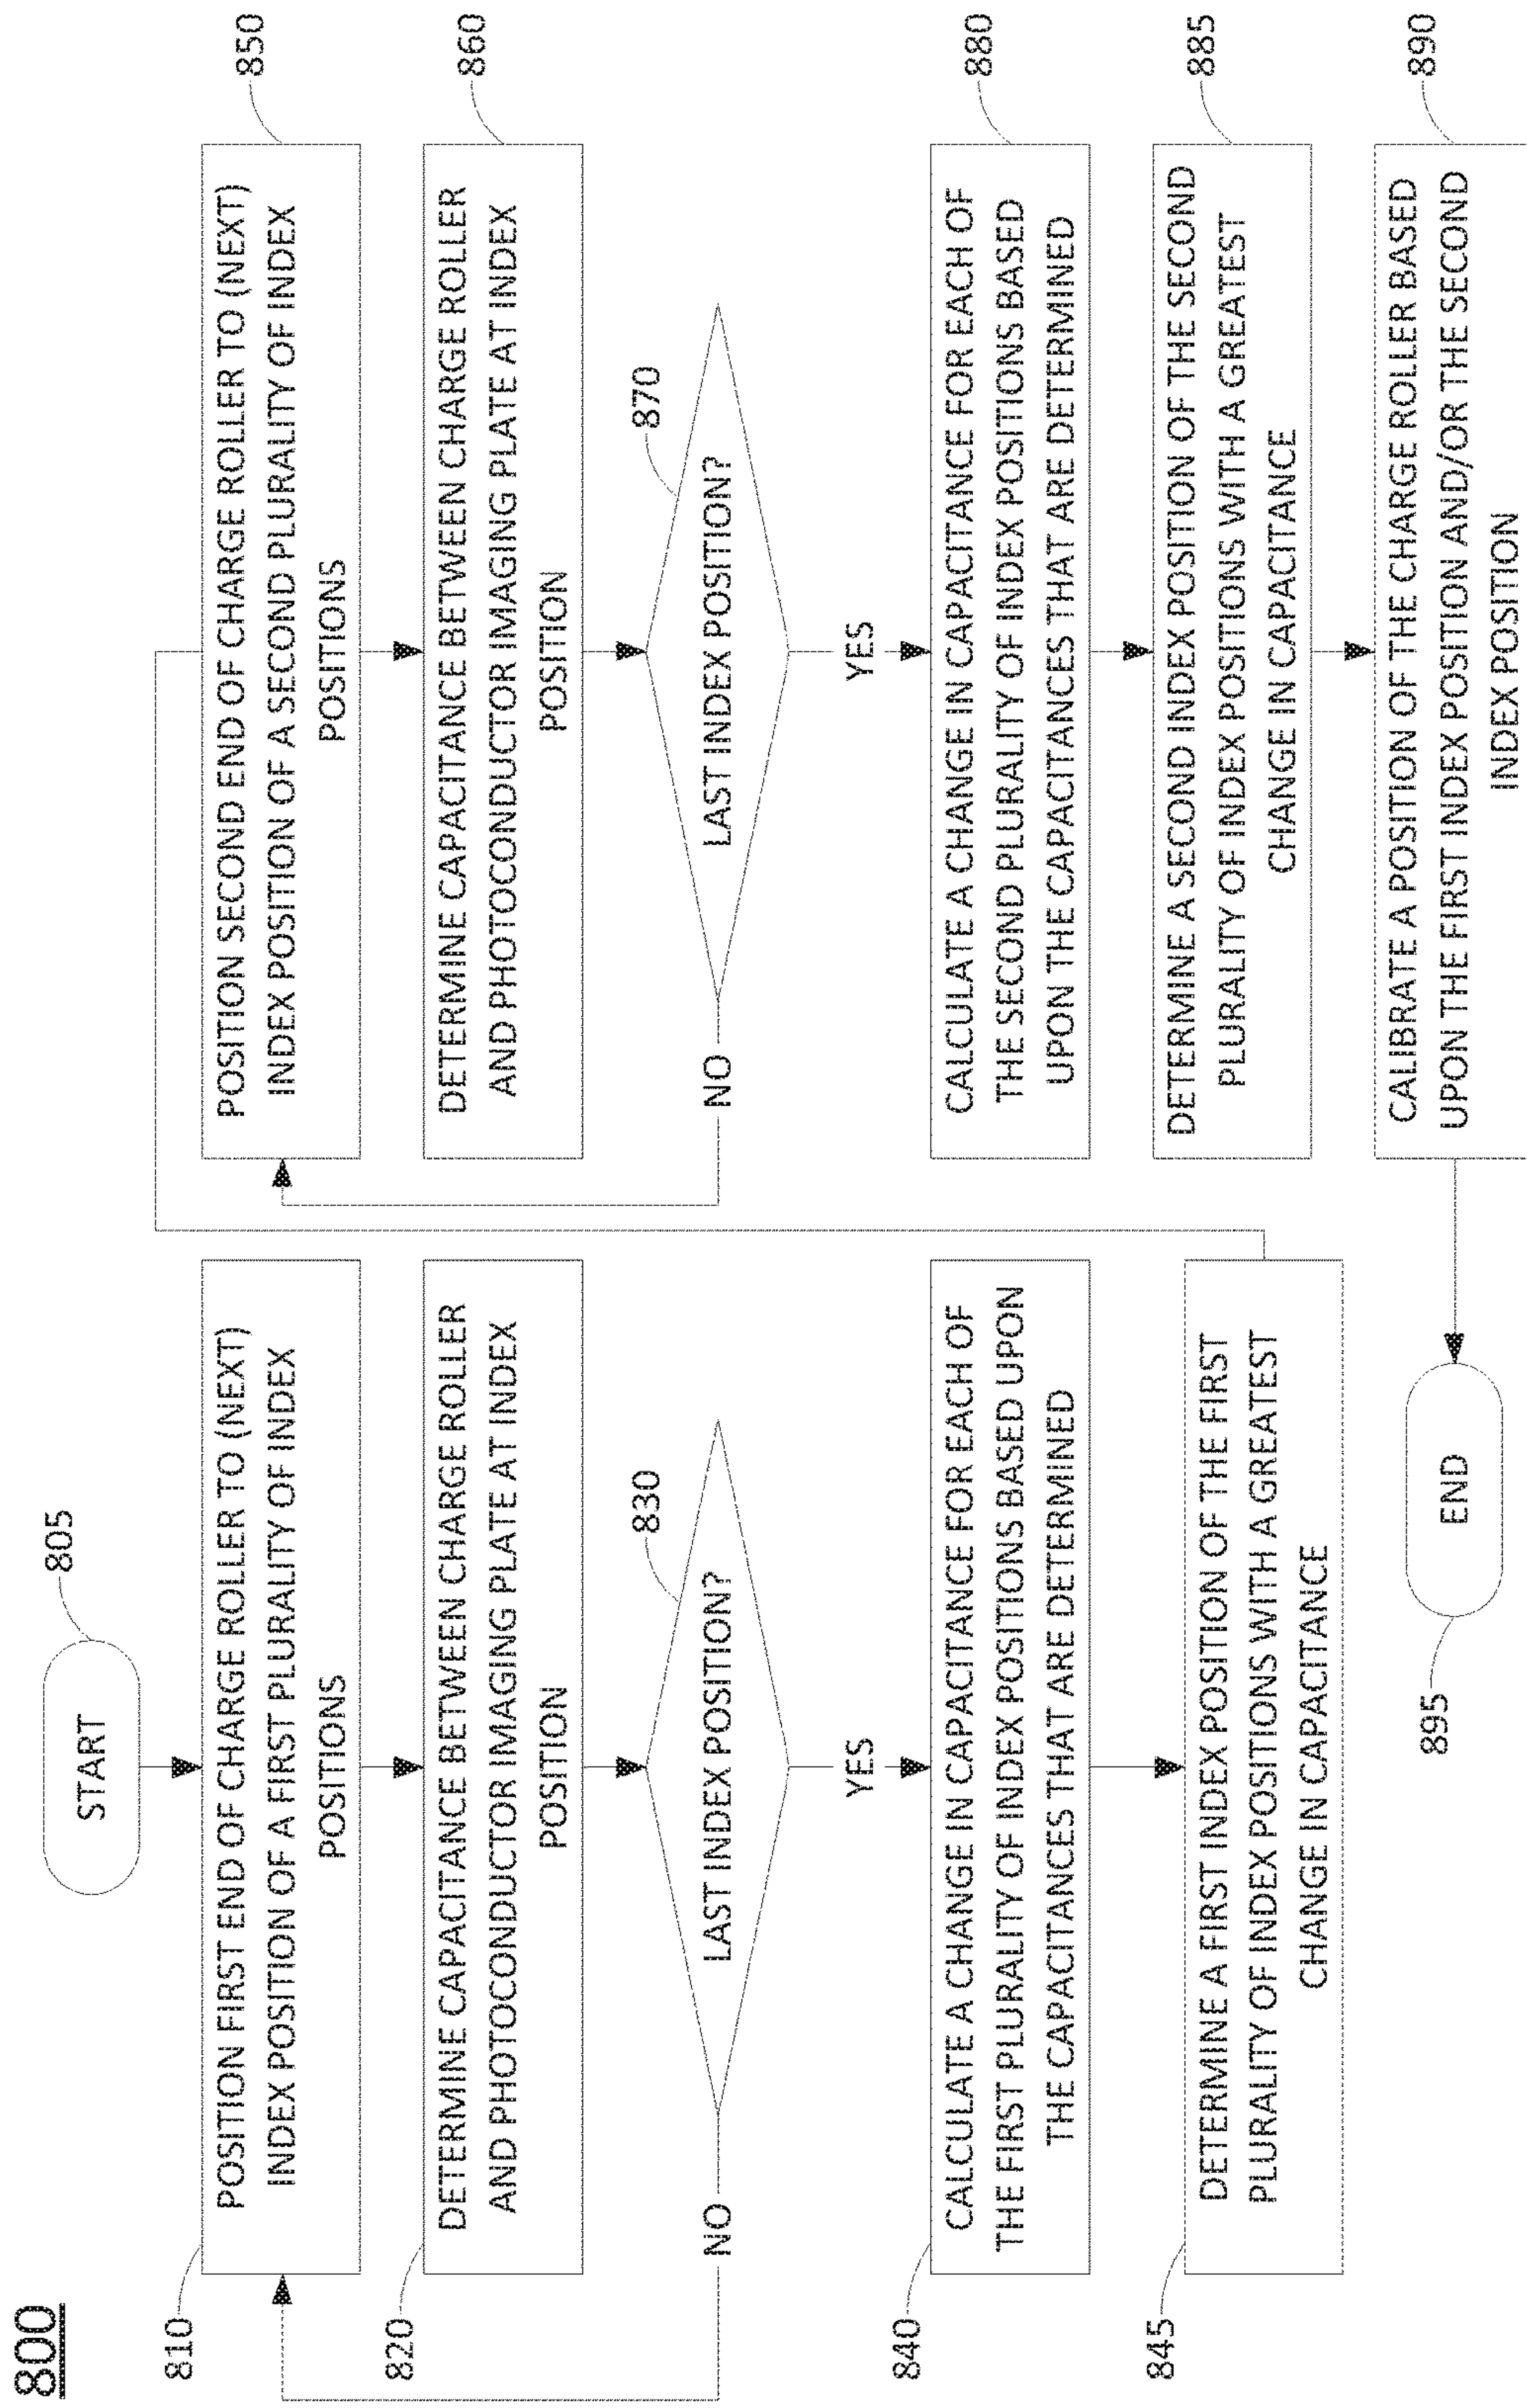 800
START
805
810
POSITION FIRST END OF CHARGE ROLLER TO (NEXT)
INDEX POSITION OF A FIRST PLURALITY OF INDEX
POSITIONS
820
DETERMINE CAPACITANCE BETWEEN CHARGE ROLLER
AND PHOTOCONDUCTOR IMAGING PLATE AT INDEX
POSITION
830
LAST INDEX POSITION?
NO
YES
840
CALCULATE A CHANGE IN CAPACITANCE FOR EACH OF
THE FIRST PLURALITY OF INDEX POSITIONS BASED UPON
THE CAPACITANCES THAT ARE DETERMINED
845
DETERMINE A FIRST INDEX POSITION OF THE FIRST
PLURALITY OF INDEX POSITIONS WITH A GREATEST
CHANGE IN CAPACITANCE
850
POSITION SECOND END OF CHARGE ROLLER TO (NEXT)
INDEX POSITION OF A SECOND PLURALITY OF INDEX
POSITIONS
860
DETERMINE CAPACITANCE BETWEEN CHARGE ROLLER
AND PHOTOCONDUCTOR IMAGING PLATE AT INDEX
POSITION
870
LAST INDEX POSITION?
NO
YES
880
CALCULATE A CHANGE IN CAPACITANCE FOR EACH OF
THE SECOND PLURALITY OF INDEX POSITIONS BASED
UPON THE CAPACITANCES THAT ARE DETERMINED
885
DETERMINE A SECOND INDEX POSITION OF THE SECOND
PLURALITY OF INDEX POSITIONS WITH A GREATEST
CHANGE IN CAPACITANCE
890
CALIBRATE A POSITION OF THE CHARGE ROLLER BASED
UPON THE FIRST INDEX POSITION AND/OR THE SECOND
INDEX POSITION
END
895